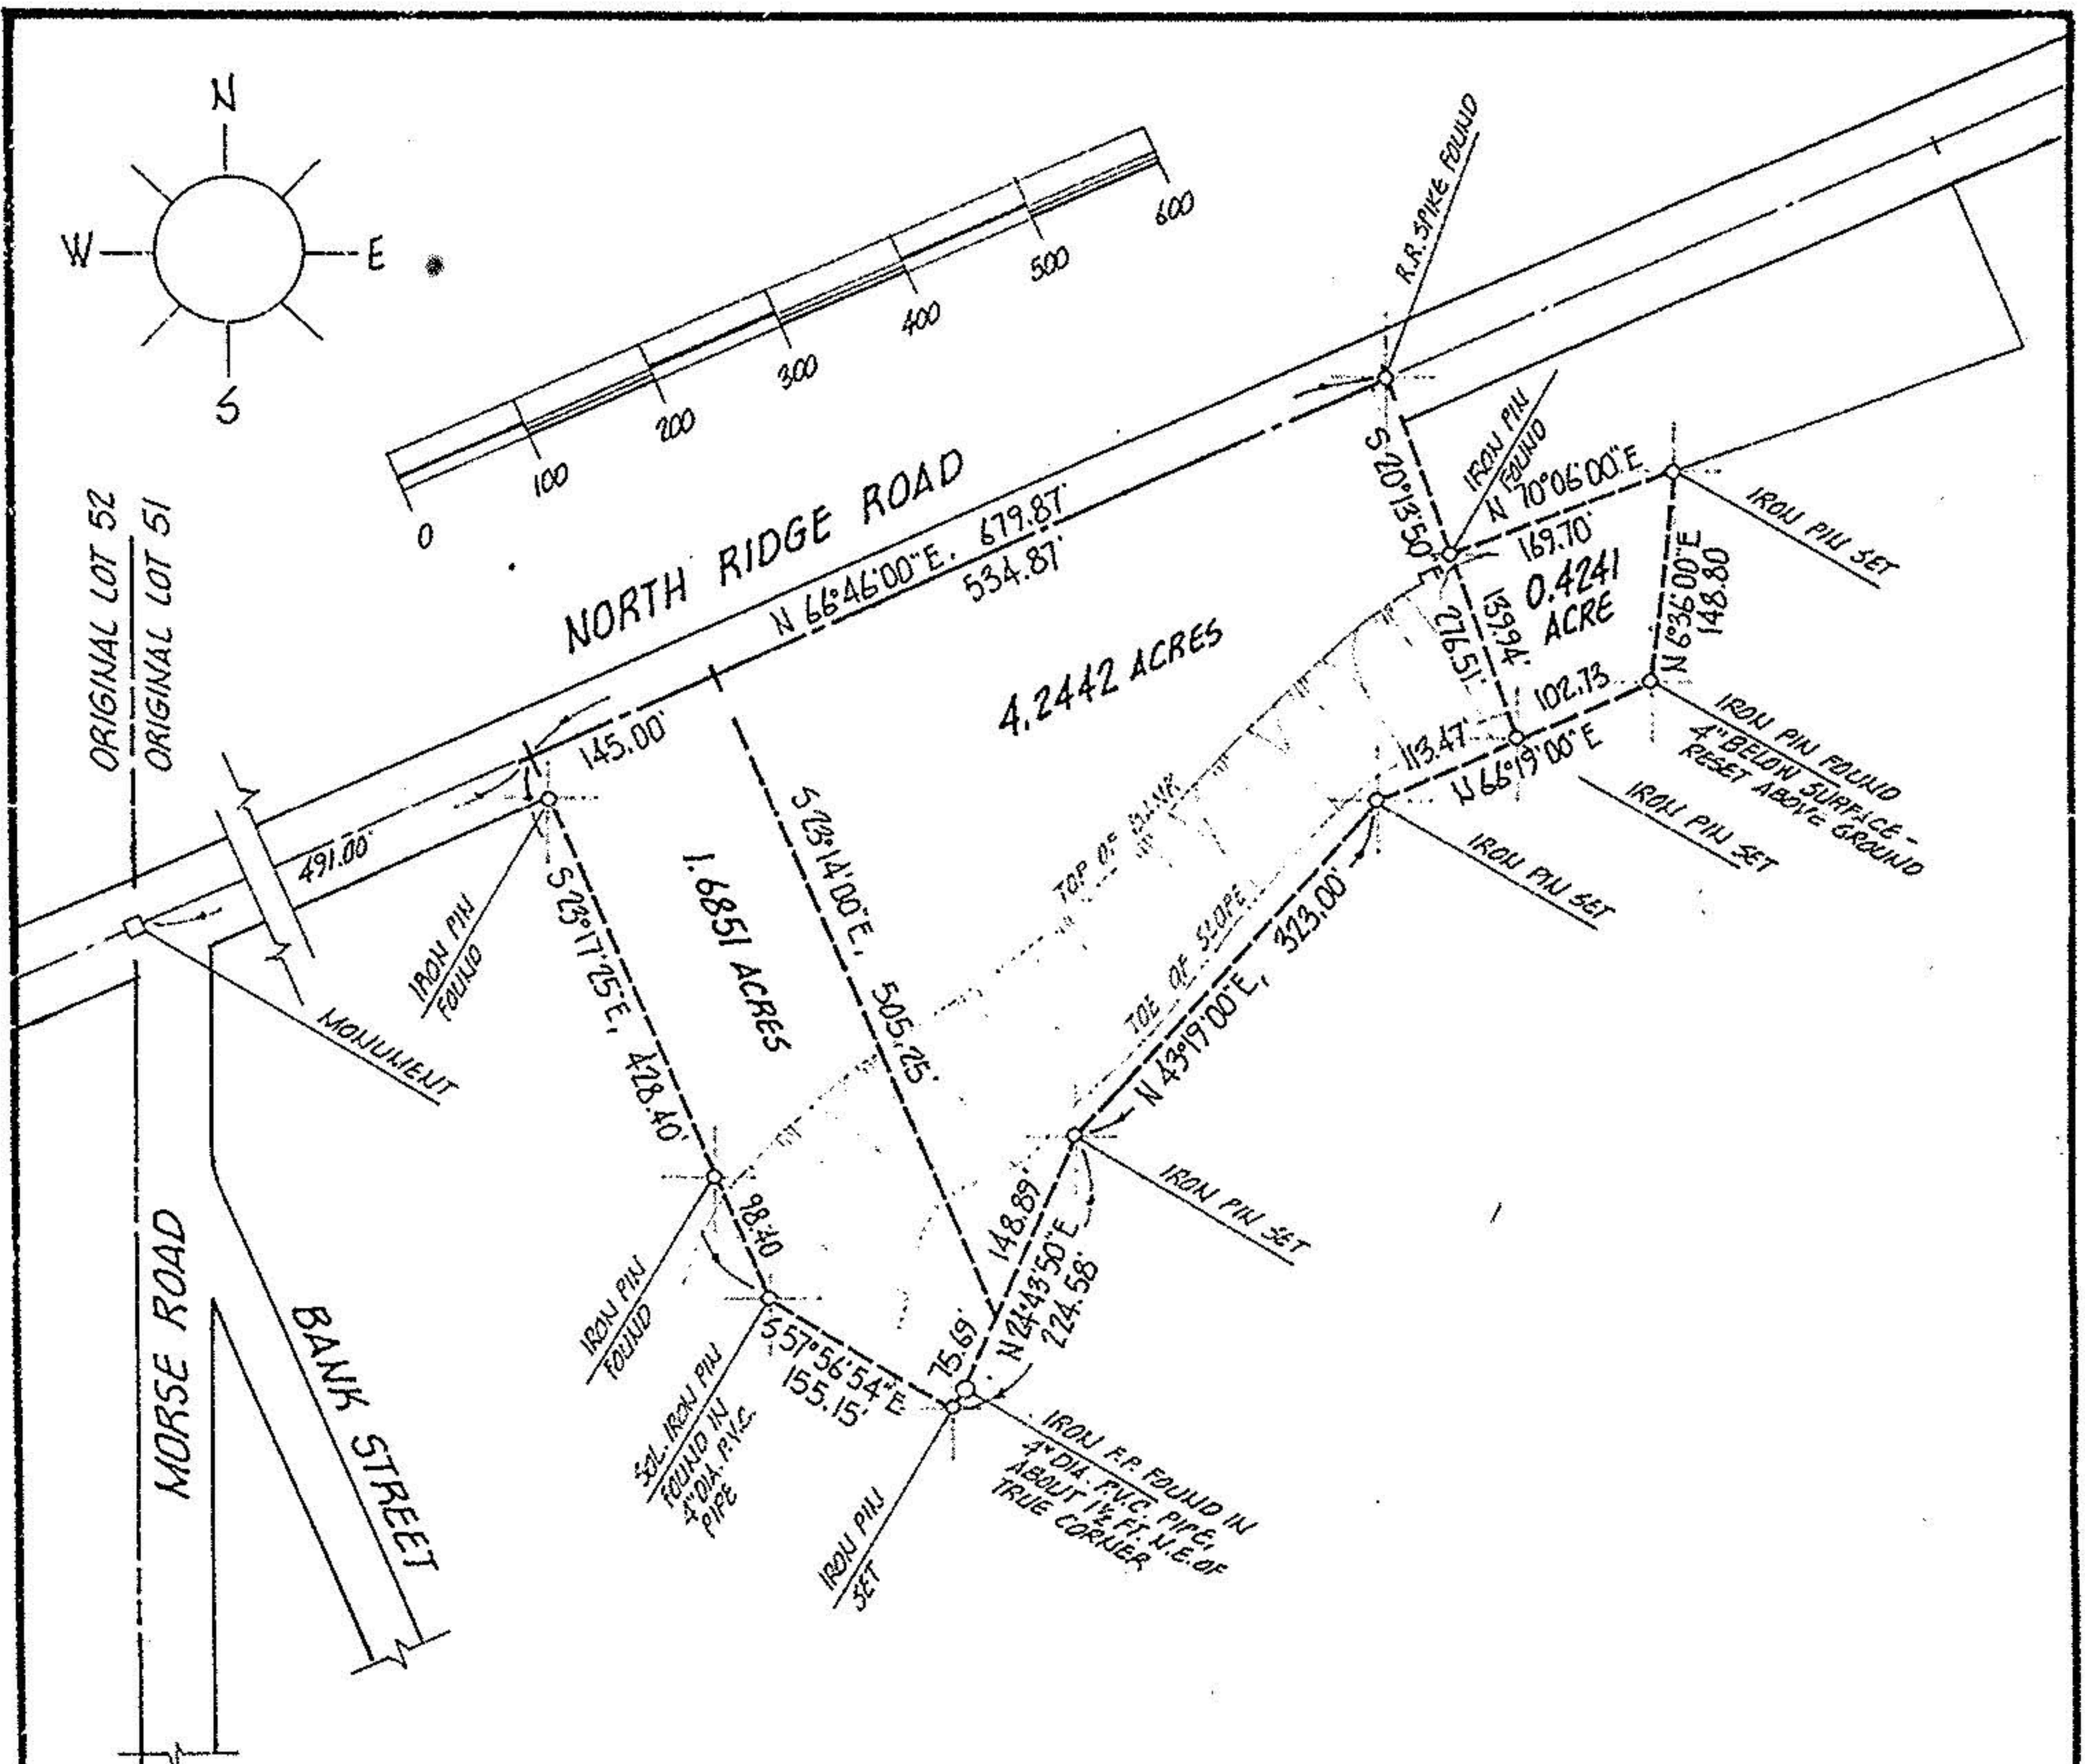 N
W
E
S
0
100
200
300
400
500
600
R.R. SPIKE FOUND
ORIGINAL LOT 52
ORIGINAL LOT 51
NORTH RIDGE ROAD
N 66°46'00"E, 679.87'
534.87'
145.00'
491.00'
MONUMENT
S 20°13'50"E
276.51'
139.94'
IRON PIN
FOUND
N 70°06'00"E
169.70'
0.4241
ACRE
IRON PIN SET
N 6°36'00"E
148.80
102.73
113.47'
N 66°19'00"E
IRON PIN FOUND
4" BELOW SURFACE -
RESET ABOVE GROUND
IRON PIN SET
IRON PIN SET
4.2442 ACRES
TOP OF BANK
TOE OF SLOPE
N 43°19'00"E, 323.00'
S 23°14'00"E, 505.25'
1.6851 ACRES
IRON PIN
FOUND
S 23°17'25"E, 428.40'
98.40
IRON PIN
FOUND
IRON PIN SET
148.89'
N 24°43'50"E
224.58'
75.69'
S 57°56'54"E
155.15'
SOL. IRON PIN
FOUND IN
4" DIA. P.V.C.
PIPE
IRON PIN
SET
IRON F.P. FOUND IN
4" DIA. P.V.C. PIPE,
ABOUT 1½ FT. N.E. OF
TRUE CORNER
MORSE ROAD
BANK STREET